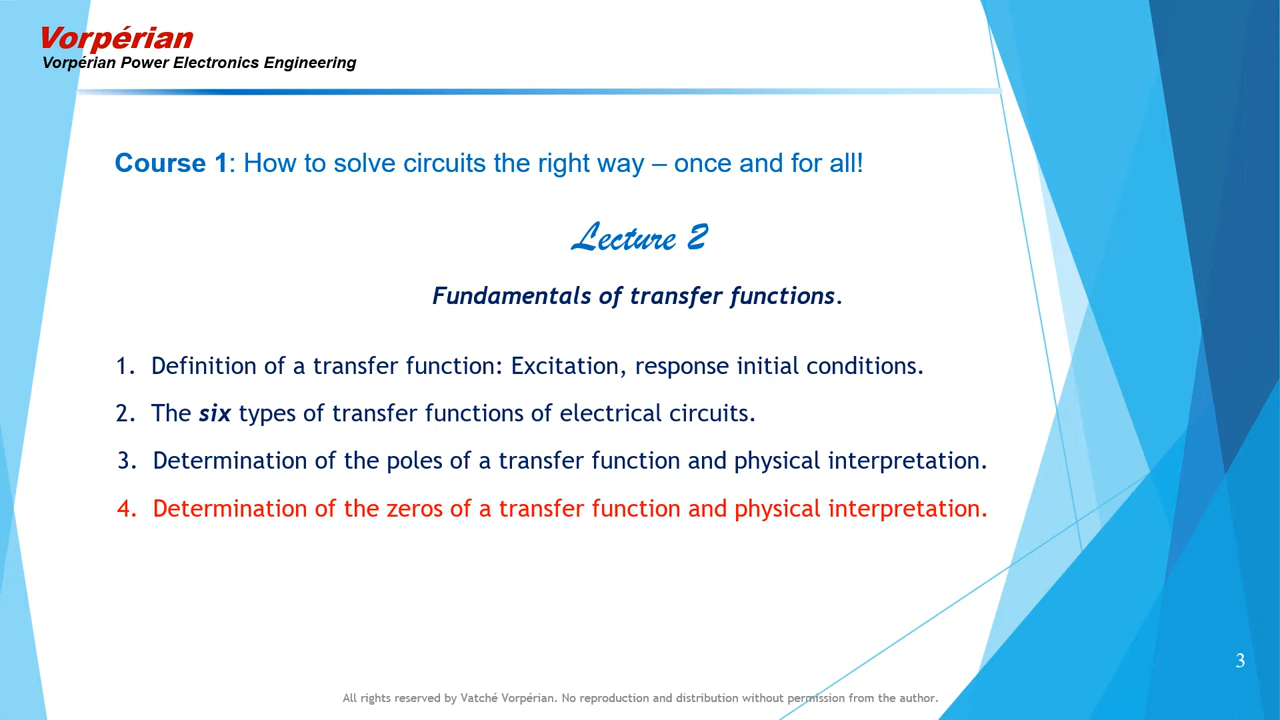 Vorpérian
Vorpérian Power Electronics Engineering
Course 1: How to solve circuits the right way – once and for all!
Lecture 2
Fundamentals of transfer functions.
1. Definition of a transfer function: Excitation, response initial conditions.
2. The six types of transfer functions of electrical circuits.
3. Determination of the poles of a transfer function and physical interpretation.
4. Determination of the zeros of a transfer function and physical interpretation.
3
All rights reserved by Vatché Vorpérian. No reproduction and distribution without permission from the author.